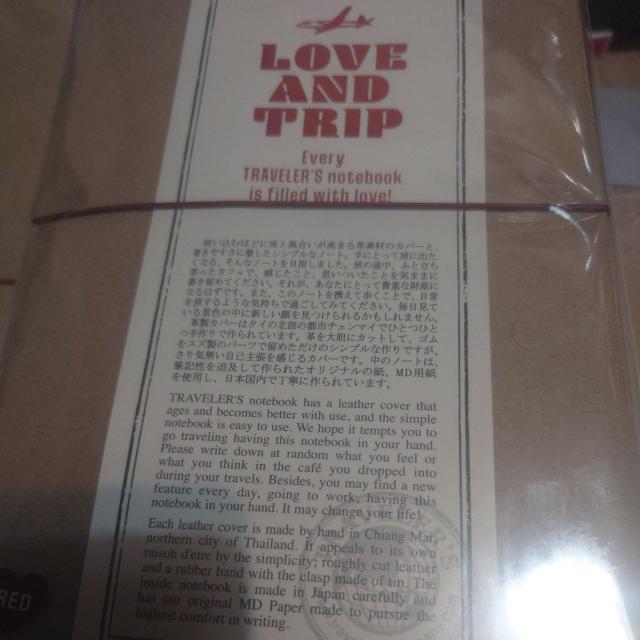 LOVE
AND
TRIP
Every
TRAVELER'S notebook
is filled with love!
使い込むほどに味と風合いが高まる革素材のカバーと、
書きやすさに徹したシンプルなノート。手にとって旅に出た
くなる、そんなノートを目指しました。旅の途中、ふと立ち
寄ったカフェで、感じたこと、思いついたことを気ままに
書き留めてください。それが、あなたにとって貴重な財産に
なるはずです。また、このノートを携えて歩くことで、日常
を旅するような気持ちで過ごしてみてください。毎日見て
いる景色の中に新しい顔を見つけられるかもしれません。
革製カバーはタイの北部の都市チェンマイでひとつひと
つ手作りで作られています。革を大胆にカットして、ゴム
をスズ製のパーツで留めただけのシンプルな作りですが、
さり気無い自己主張を感じるカバーです。中のノートは、
筆記性を追及して作られたオリジナルの紙、MD用紙
を使用し、日本国内で丁寧に作られています。
TRAVELER'S notebook has a leather cover that
ages and becomes better with use, and the simple
notebook is easy to use. We hope it tempts you to
go traveling having this notebook in your hand.
Please write down at random what you feel or
what you think in the café you dropped into
during your travels. Besides, you may find a new
feature every day, going to work, having this
notebook in your hand. It may change your life!
Each leather cover is made by hand in Chiang Mai,
northern city of Thailand. It appeals to its own
raison d'etre by the simplicity; roughly cut leather
and a rubber band with the clasp made of tin. The
inside notebook is made in Japan carefully and
has our original MD Paper made to pursue the
highest comfort in writing.
RED